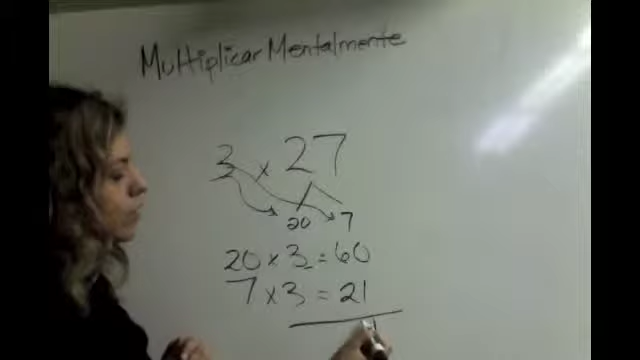 Multiplicar Mentalmente
3 x 27
20 7
20 x 3 = 60
7 x 3 = 21